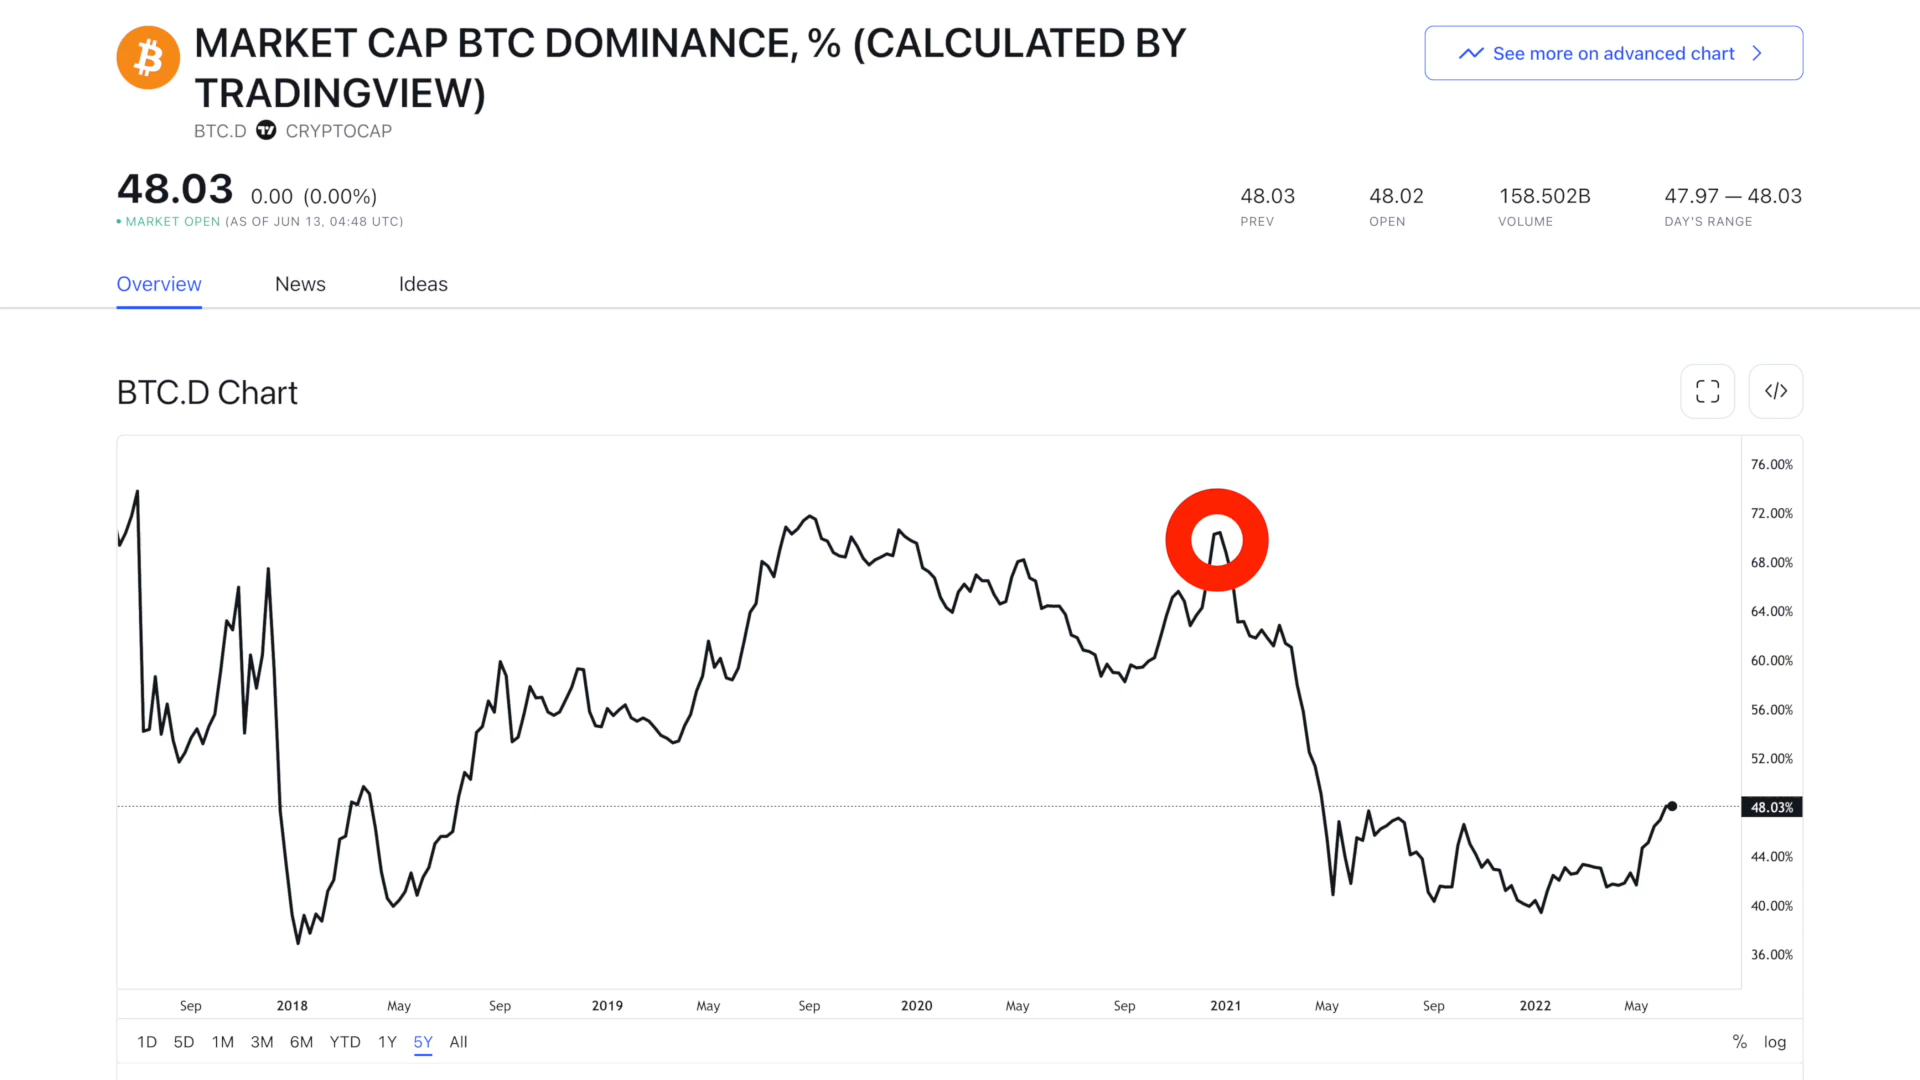 MARKET CAP BTC DOMINANCE, % (CALCULATED BY
TRADINGVIEW)
BTC.D CRYPTOCAP
See more on advanced chart
48.03 0.00 (0.00%)
MARKET OPEN (AS OF JUN 13, 04:48 UTC)
48.03 48.02 158.502B 47.97 — 48.03
PREV OPEN VOLUME DAY'S RANGE
Overview News Ideas
BTC.D Chart
76.00%
72.00%
68.00%
64.00%
60.00%
56.00%
52.00%
48.03%
44.00%
40.00%
36.00%
Sep 2018 May Sep 2019 May Sep 2020 May Sep 2021 May Sep 2022 May
1D 5D 1M 3M 6M YTD 1Y 5Y All % log